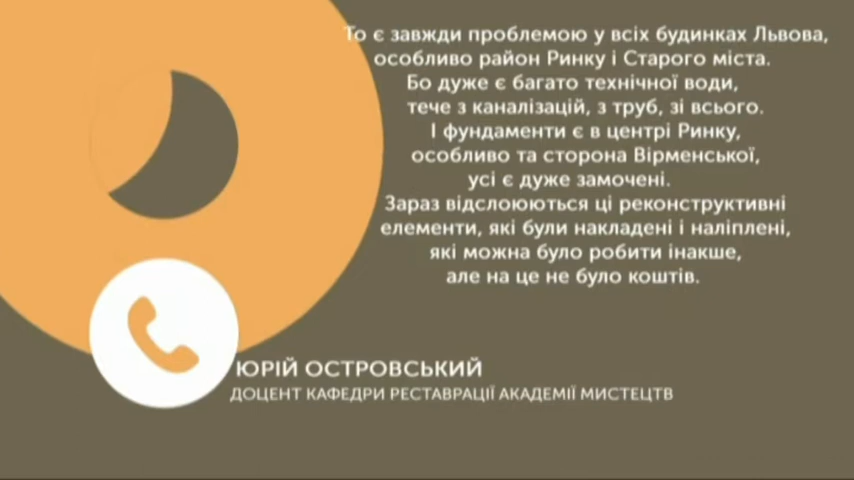 То є завжди проблемою у всіх будинках Львова,
особливо район Ринку і Старого міста.
Бо дуже є багато технічної води,
тече з каналізацій, з труб, зі всього.
І фундаменти є в центрі Ринку,
особливо та сторона Вірменської,
усі є дуже замочені.
Зараз відслоюються ці реконструктивні
елементи, які були накладені і наліплені,
які можна було робити інакше,
але на це не було коштів.
ЮРІЙ ОСТРОВСЬКИЙ
ДОЦЕНТ КАФЕДРИ РЕСТАВРАЦІЇ АКАДЕМІЇ МИСТЕЦТВ